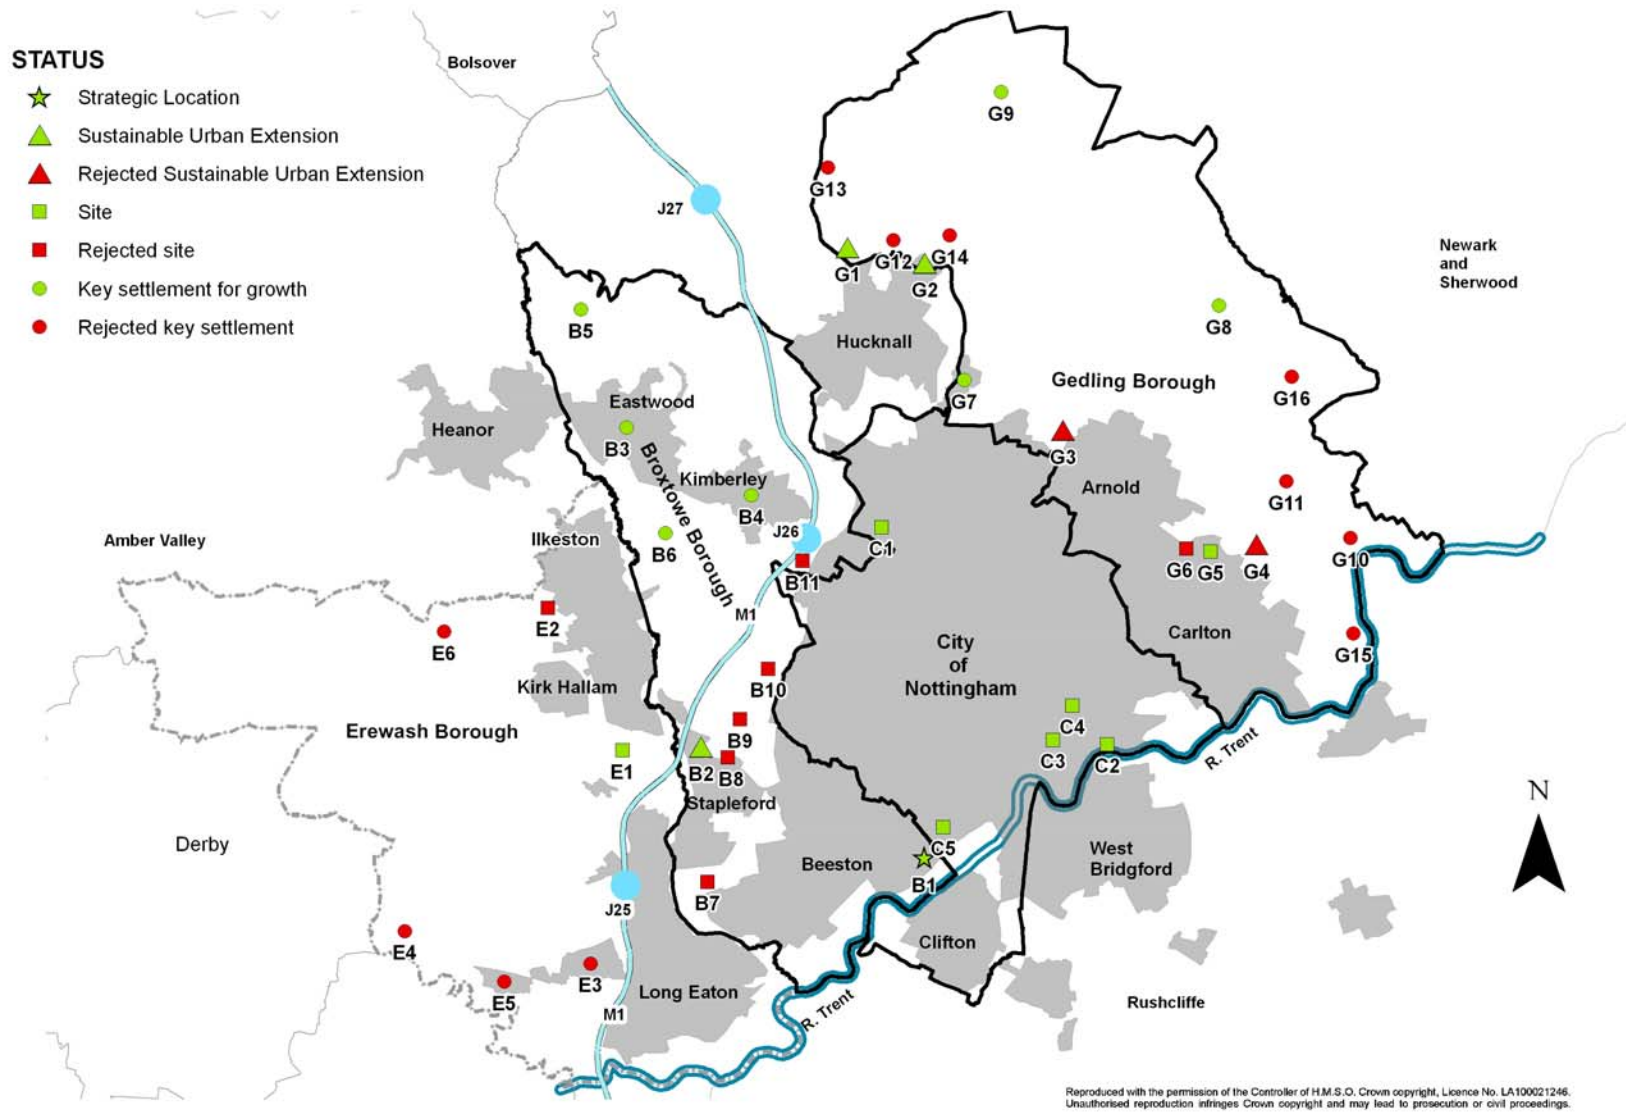 STATUS
Strategic Location
Sustainable Urban Extension
Rejected Sustainable Urban Extension
Site
Rejected site
Key settlement for growth
Rejected key settlement
Bolsover
J27
G9
G13
G1
G12
G14
G2
Newark
and
Sherwood
B5
Hucknall
G8
G7
Gedling Borough
G16
Eastwood
Heanor
B3
Broxtowe Borough
Kimberley
B4
G3
Arnold
G11
Amber Valley
Ilkeston
B6
J26
C1
B11
G6
G5
G4
G10
E2
E6
M1
Carlton
City
of
Nottingham
G15
Kirk Hallam
B10
Erewash Borough
B9
C4
C3
C2
R. Trent
E1
B2
B8
Stapleford
Derby
Beeston
C5
B1
West
Bridgford
N
J25
B7
Clifton
E4
E5
E3
Long Eaton
M1
R. Trent
Rushcliffe
Reproduced with the permission of the Controller of H.M.S.O. Crown copyright, Licence No. LA100021246.
Unauthorised reproduction infringes Crown copyright and may lead to prosecution or civil proceedings.